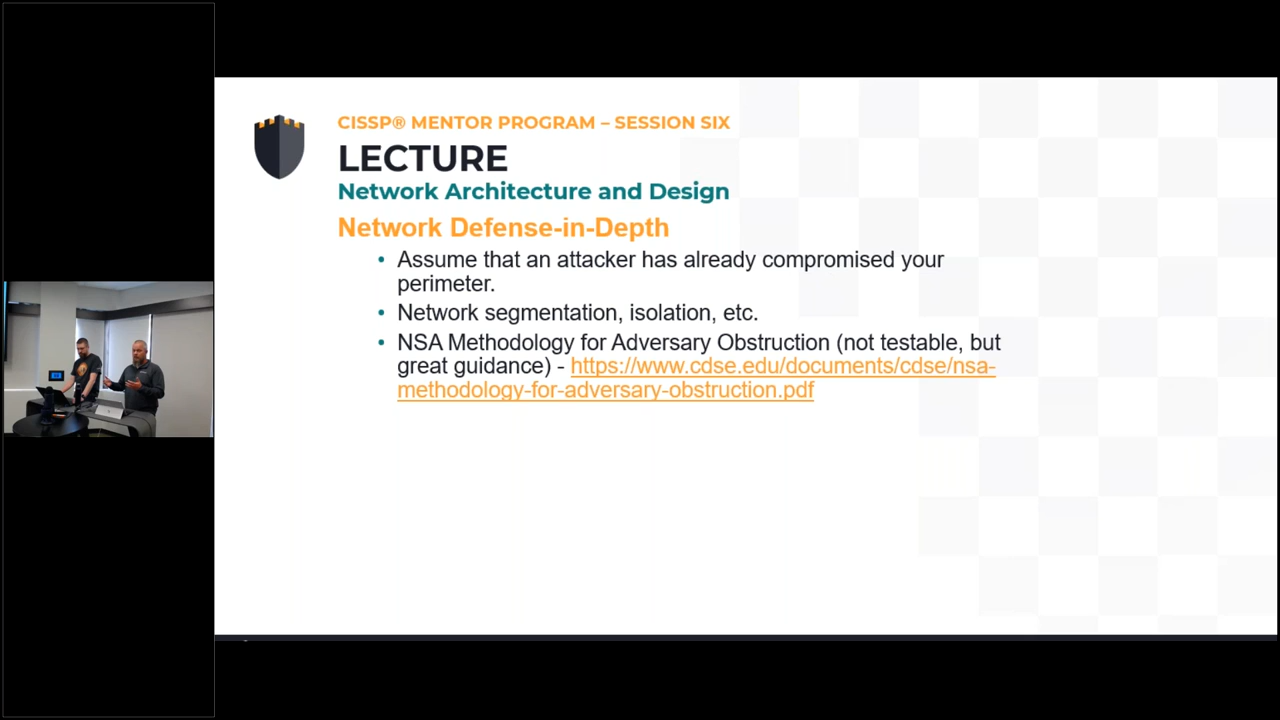 CISSP® MENTOR PROGRAM – SESSION SIX
LECTURE
Network Architecture and Design
Network Defense-in-Depth
• Assume that an attacker has already compromised your
perimeter.
• Network segmentation, isolation, etc.
• NSA Methodology for Adversary Obstruction (not testable, but
great guidance) - https://www.cdse.edu/documents/cdse/nsa-
methodology-for-adversary-obstruction.pdf